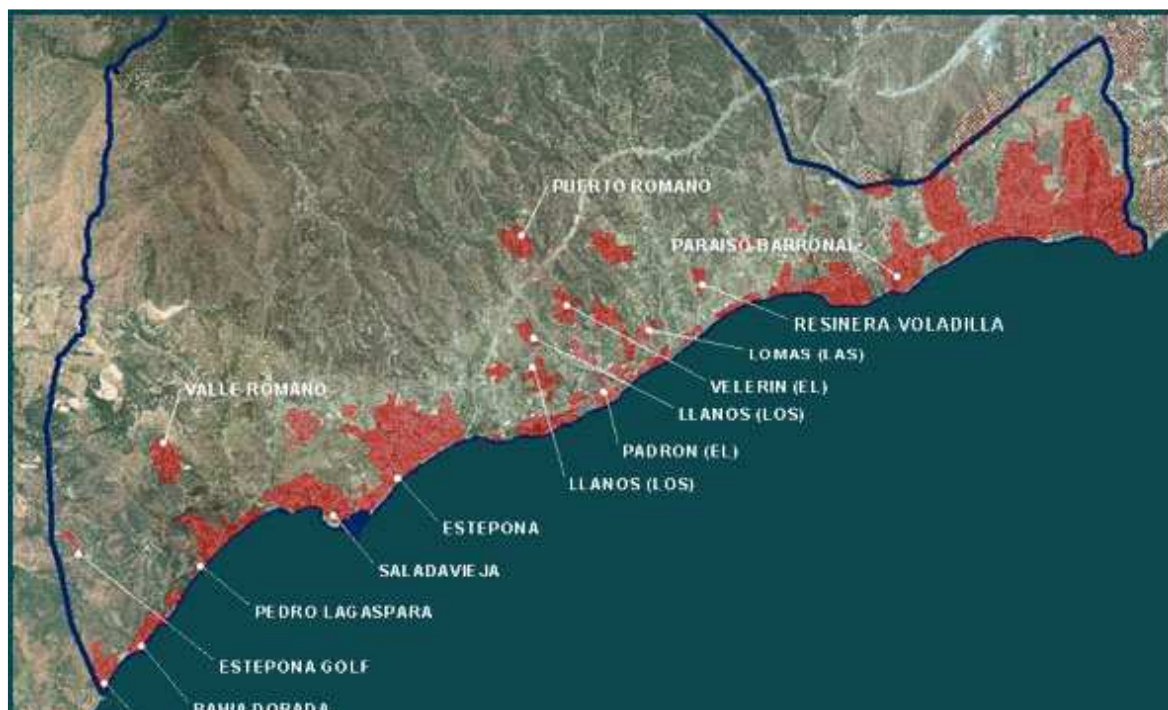 PUERTO ROMANO
PARAISO BARRONAL
RESINERA VOLADILLA
LOMAS (LAS)
VALLE ROMANO
VELERIN (EL)
LLANOS (LOS)
PADRON (EL)
LLANOS (LOS)
ESTEPONA
SALADAVIEJA
PEDRO LAGASPARA
ESTEPONA GOLF
BAHIA DORADA